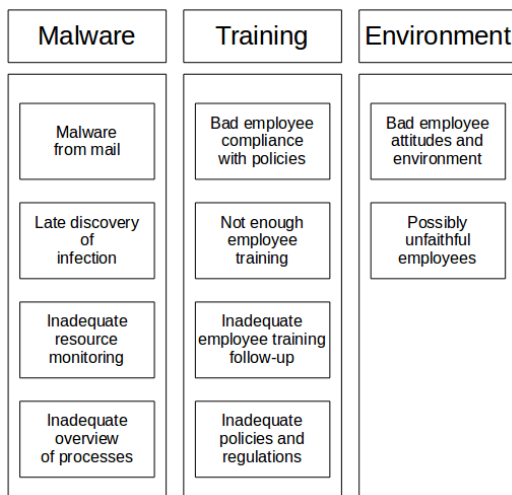 Malware
Training
Environment
Malware
from mail
Late discovery
of
infection
Inadequate
resource
monitoring
Inadequate
overview
of processes
Bad employee
compliance
with policies
Not enough
employee
training
Inadequate
employee training
follow-up
Inadequate
policies and
regulations
Bad employee
attitudes and
environment
Possibly
unfaithful
employees